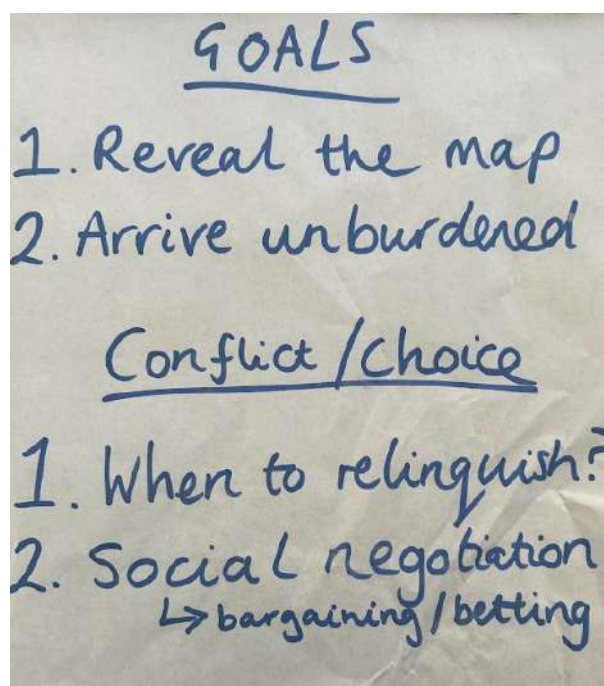 GOALS
1. Reveal the map
2. Arrive unburdened
Conflict/Choice
1. When to relinquish?
2. Social negotiation
↳ bargaining/betting